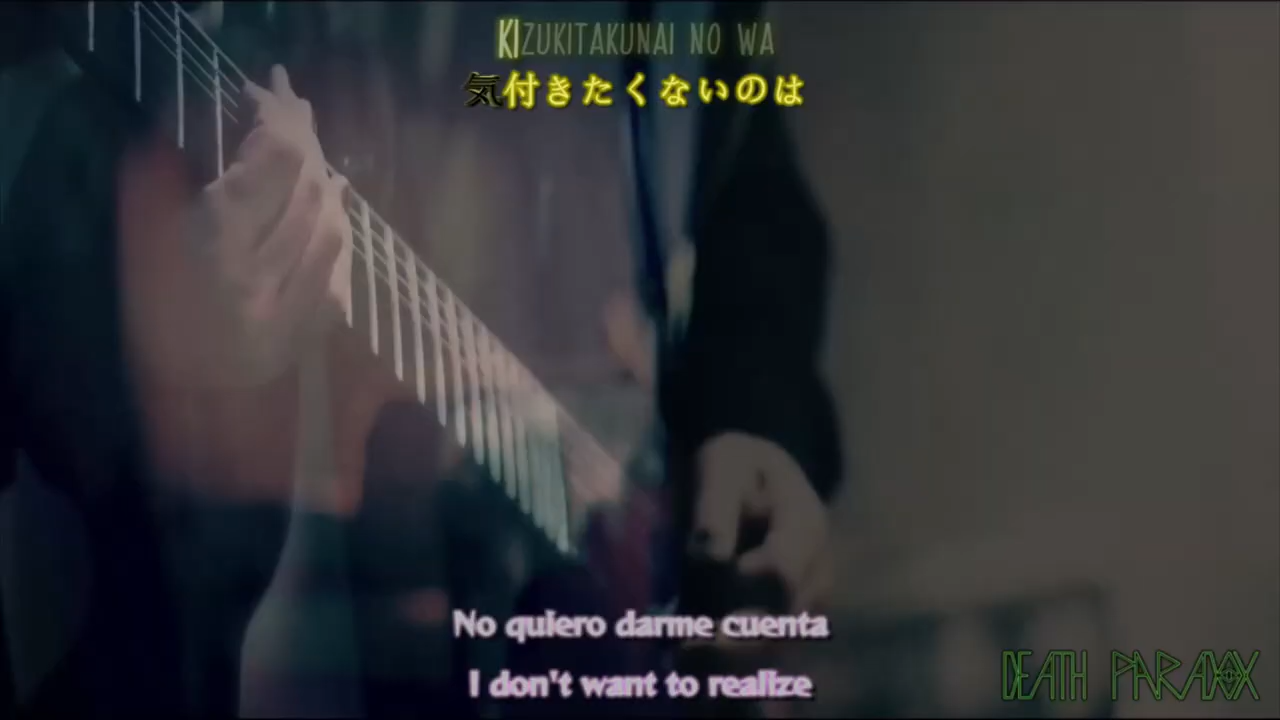 KIZUKITAKUNAI NO WA
気付きたくないのは
No quiero darme cuenta
I don't want to realize
DEATH PARADOX